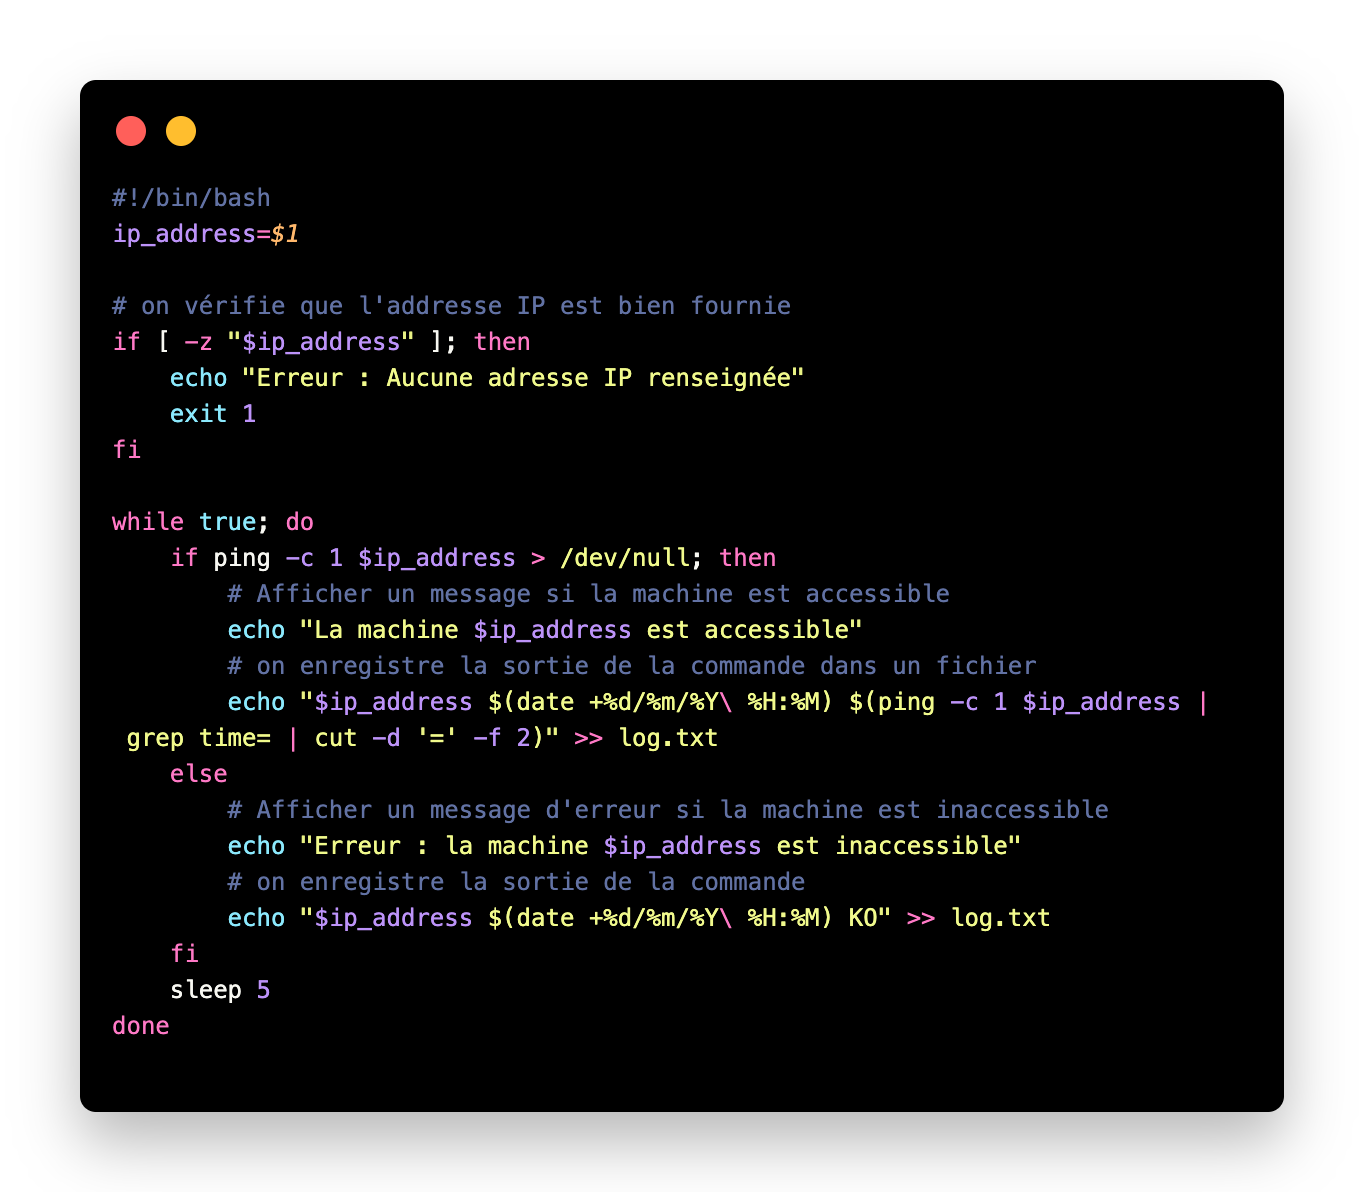 #!/bin/bash
ip_address=$1
# on vérifie que l'addresse IP est bien fournie
if [ -z "$ip_address" ]; then
    echo "Erreur : Aucune adresse IP renseignée"
    exit 1
fi
while true; do
    if ping -c 1 $ip_address > /dev/null; then
        # Afficher un message si la machine est accessible
        echo "La machine $ip_address est accessible"
        # on enregistre la sortie de la commande dans un fichier
        echo "$ip_address $(date +%d/%m/%Y\ %H:%M) $(ping -c 1 $ip_address |
 grep time= | cut -d '=' -f 2)" >> log.txt
    else
        # Afficher un message d'erreur si la machine est inaccessible
        echo "Erreur : la machine $ip_address est inaccessible"
        # on enregistre la sortie de la commande
        echo "$ip_address $(date +%d/%m/%Y\ %H:%M) KO" >> log.txt
    fi
    sleep 5
done